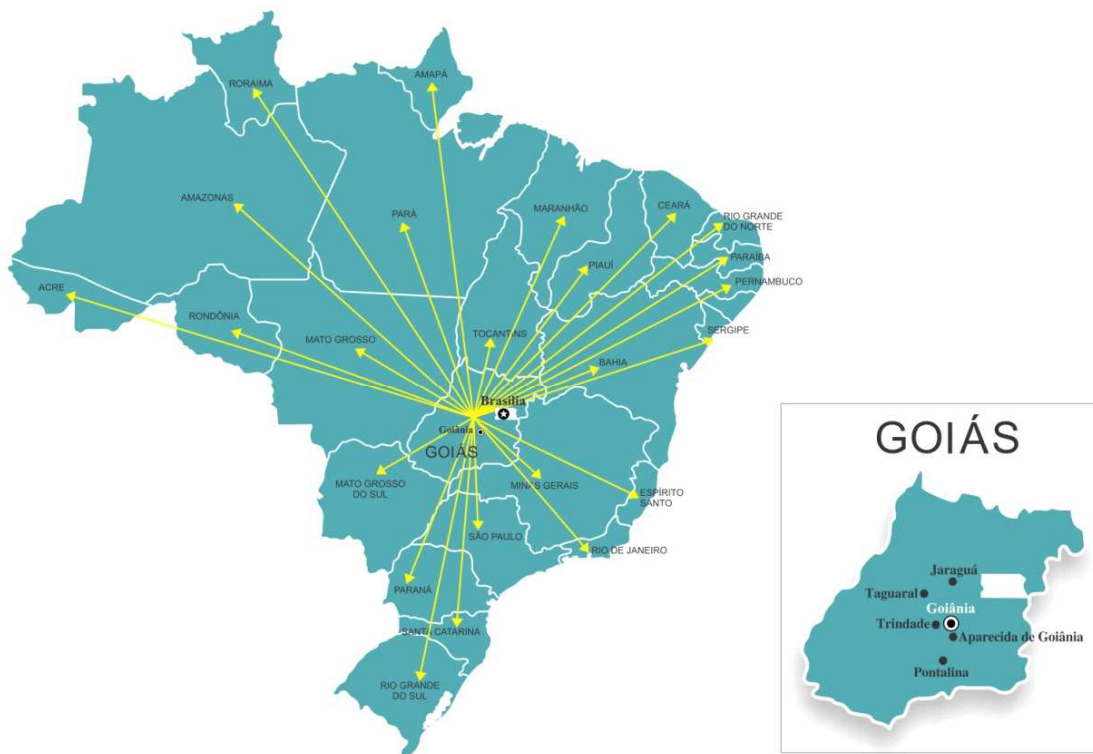 RORAIMA
AMAPÁ
AMAZONAS
PARÁ
MARANHÃO
CEARÁ
RIO GRANDE
DO NORTE
PIAUÍ
PARAÍBA
PERNAMBUCO
ACRE
RONDÔNIA
MATO GROSSO
TOCANTINS
SERGIPE
BAHIA
Brasília
Goiânia
GOIÁS
MATO GROSSO
DO SUL
MINAS GERAIS
ESPÍRITO
SANTO
SÃO PAULO
RIO DE JANEIRO
PARANÁ
SANTA CATARINA
RIO GRANDE
DO SUL
GOIÁS
Jaraguá
Taguaral
Goiânia
Trindade
Aparecida de Goiânia
Pontalina